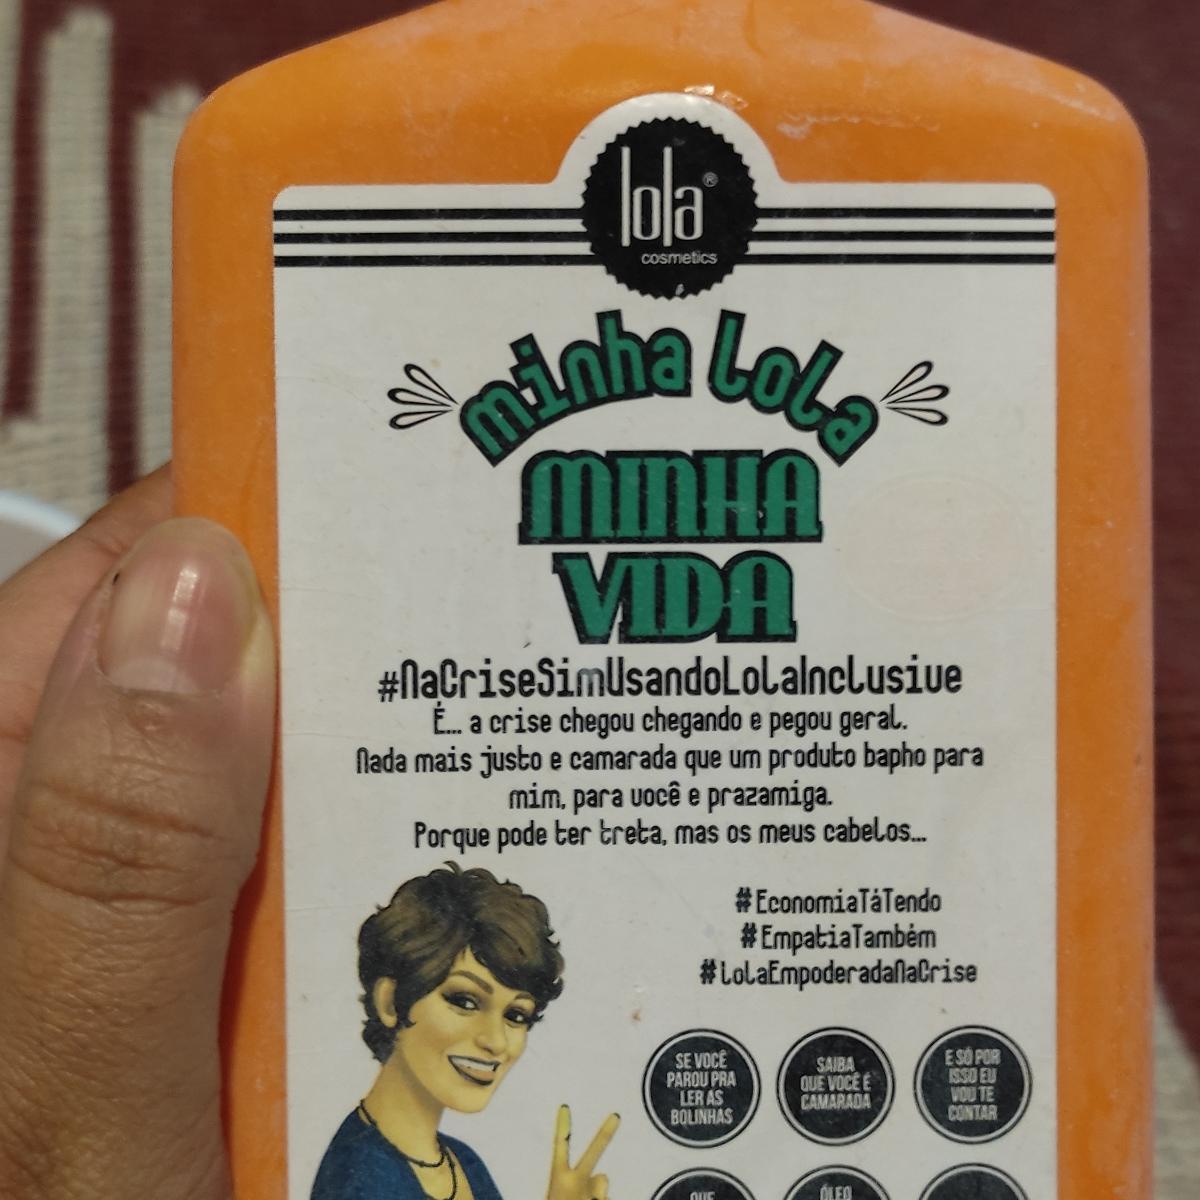 lola®
cosmetics
minha lola
MINHA
VIDA
#NaCriseSimUsandoLolaInclusive
É... a crise chegou chegando e pegou geral.
Nada mais justo e camarada que um produto bapho para
mim, para você e prazamiga.
Porque pode ter treta, mas os meus cabelos...
#EconomiaTáTendo
#EmpatiaTambém
#LolaEmpoderadaNaCrise
SE VOCÊ
PAROU PRA
LER AS
BOLINHAS
SAIBA
QUE VOCÊ É
CAMARADA
E SÓ POR
ISSO EU
VOU TE
CONTAR
QUE
ÓLEO